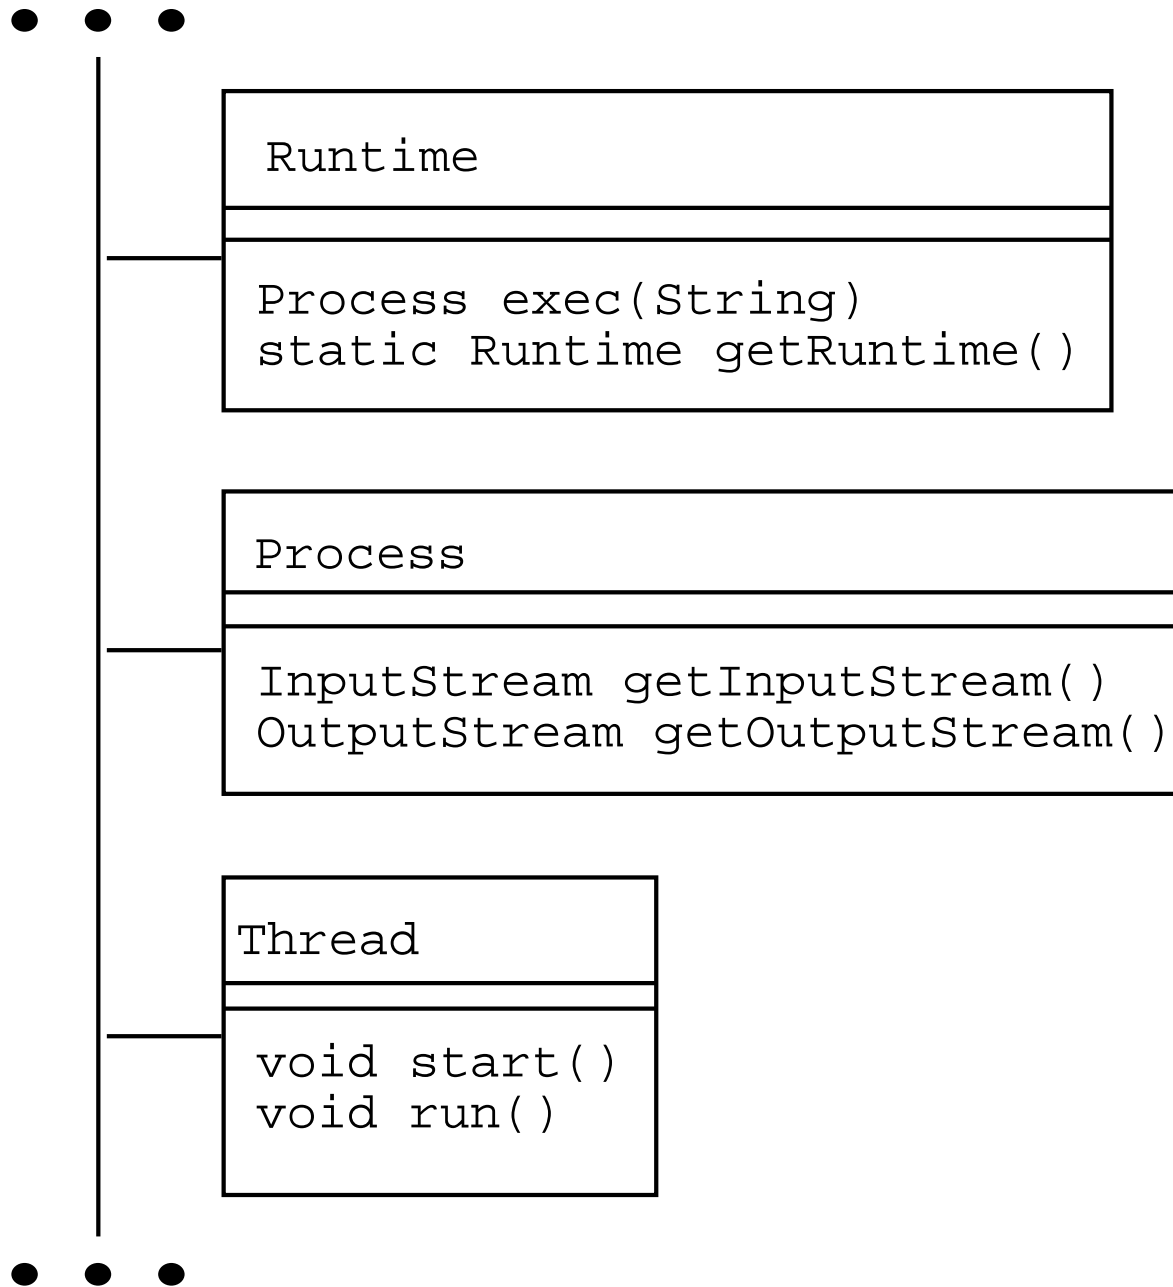 Runtime
Process exec(String)
static Runtime getRuntime()
Process
InputStream getInputStream()
OutputStream getOutputStream()
Thread
void start()
void run()